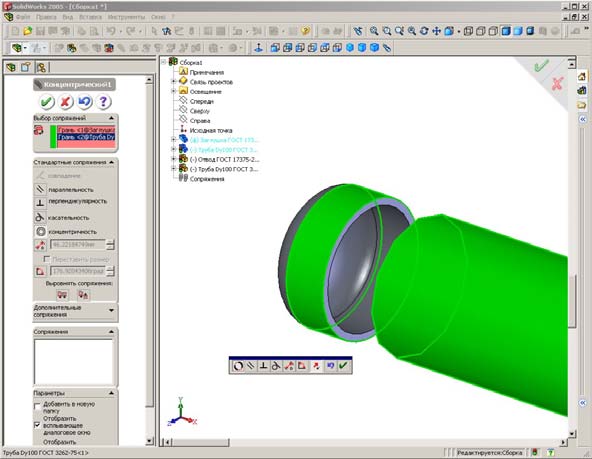 SolidWorks 2005 - [Сборка1 *]
Файл Правка Вид Вставка Инструменты Окно ?
Концентрический1
Выбор сопряжений
Грань <1@Заглушка
Грань <2@Труба Dy
Стандартные сопряжения
совпадение
параллельность
перпендикулярность
касательность
концентричность
46.22184749мм
Переставить размер
176.92043408град
Выровнять сопряжения:
Дополнительные сопряжения
Сопряжения
Параметры
Добавить в новую папку
Отобразить всплывающее диалоговое окно
Отобразить
Сборка1
Примечания
Связь проектов
Освещение
Спереди
Сверху
Справа
Исходная точка
(ф) Заглушка ГОСТ 173...
(-) Труба Dy100 ГОСТ 3...
(-) Отвод ГОСТ 17375-2...
(-) Труба Dy100 ГОСТ 3...
Сопряжения
Y
X
Z
Труба Dy100 ГОСТ 3262-75<1>
Редактируется:Сборка